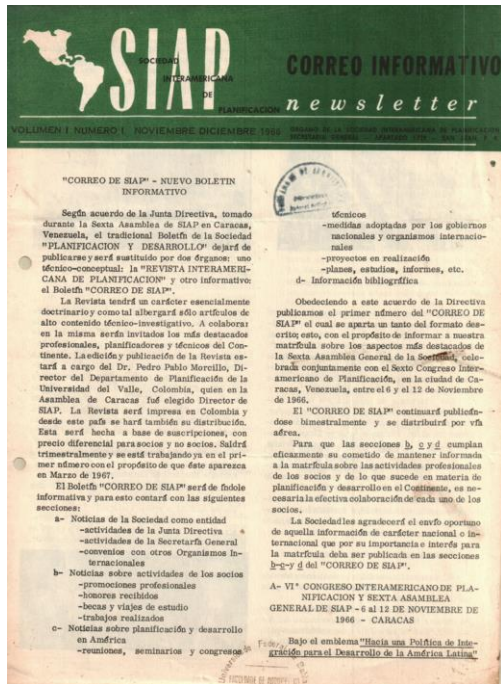 SIAP
SOCIEDAD
INTERAMERICANA
DE
PLANIFICACION
CORREO INFORMATIVO
newsletter
VOLUMEN I NUMERO I NOVIEMBRE DICIEMBRE 1966
ORGANO DE LA SOCIEDAD INTERAMERICANA DE PLANIFICACION
SECRETARIA GENERAL - APARTADO 1729 - SAN JUAN P R
"CORREO DE SIAP" - NUEVO BOLETIN
INFORMATIVO
Según acuerdo de la Junta Directiva, tomado
durante la Sexta Asamblea de SIAP en Caracas,
Venezuela, el tradicional Boletín de la Sociedad
"PLANIFICACION Y DESARROLLO" dejará de
publicarse y será sustituido por dos órganos: uno
técnico-conceptual: la "REVISTA INTERAMERI-
CANA DE PLANIFICACION" y otro informativo:
el Boletín "CORREO DE SIAP".
La Revista tendrá un carácter esencialmente
doctrinario y como tal albergará sólo artículos de
alto contenido técnico-investigativo. A colaborar
en la misma serán invitados los más destacados
profesionales, planificadores y técnicos del Con-
tinente. La edición y publicación de la Revista es-
tará a cargo del Dr. Pedro Pablo Morcillo, Di-
rector del Departamento de Planificación de la
Universidad del Valle, Colombia, quien en la
Asamblea de Caracas fué elegido Director de
SIAP. La Revista será impresa en Colombia y
desde este país se hará también su distribución.
Esta será hecha a base de suscripciones, con
precio diferencial para socios y no socios. Saldrá
trimestralmente y se está trabajando ya en el pri-
mer número con el propósito de que éste aparezca
en Marzo de 1967.
El Boletín "CORREO DE SIAP" será de índole
informativa y para esto contará con las siguientes
secciones:
a- Noticias de la Sociedad como entidad
-actividades de la Junta Directiva
-actividades de la Secretaría General
-convenios con otros Organismos In-
ternacionales
b- Noticias sobre actividades de los socios
-promociones profesionales
-honores recibidos
-becas y viajes de estudio
-trabajos realizados
c- Noticias sobre planificación y desarrollo
en América
-reuniones, seminarios y congresos
técnicos
-medidas adoptadas por los gobiernos
nacionales y organismos internacio-
nales
-proyectos en realización
-planes, estudios, informes, etc.
d- Información bibliográfica
Obedeciendo a este acuerdo de la Directiva
publicamos el primer número del "CORREO DE
SIAP" el cual se aparta un tanto del formato des-
crito; esto, con el propósito de informar a nuestra
matrícula sobre los aspectos más destacados de
la Sexta Asamblea General de la Sociedad, cele-
brada conjuntamente con el Sexto Congreso Inter-
americano de Planificación, en la ciudad de Ca-
racas, Venezuela, entre el 6 y el 12 de Noviembre
de 1966.
El "CORREO DE SIAP" continuará publicán-
dose bimestralmente y se distribuirá por vía
aérea.
Para que las secciones b, c y d cumplan
eficazmente su cometido de mantener informada
a la matrícula sobre las actividades profesionales
de los socios y de lo que sucede en materia de
planificación y desarrollo en el Continente, es ne-
cesaria la efectiva colaboración de cada uno de los
socios.
La Sociedad les agradecerá el envío oportuno
de aquella información de carácter nacional o in-
ternacional que por su importancia e interés para
la matrícula deba ser publicada en las secciones
b-c-y d del "CORREO DE SIAP".
A- VI° CONGRESO INTERAMERICANO DE PLA-
NIFICACION Y SEXTA ASAMBLEA
GENERAL DE SIAP - 6 al 12 DE NOVIEMBRE DE
1966 - CARACAS
Bajo el emblema "Hacia una Política de Inte-
gración para el Desarrollo de la América Latina"